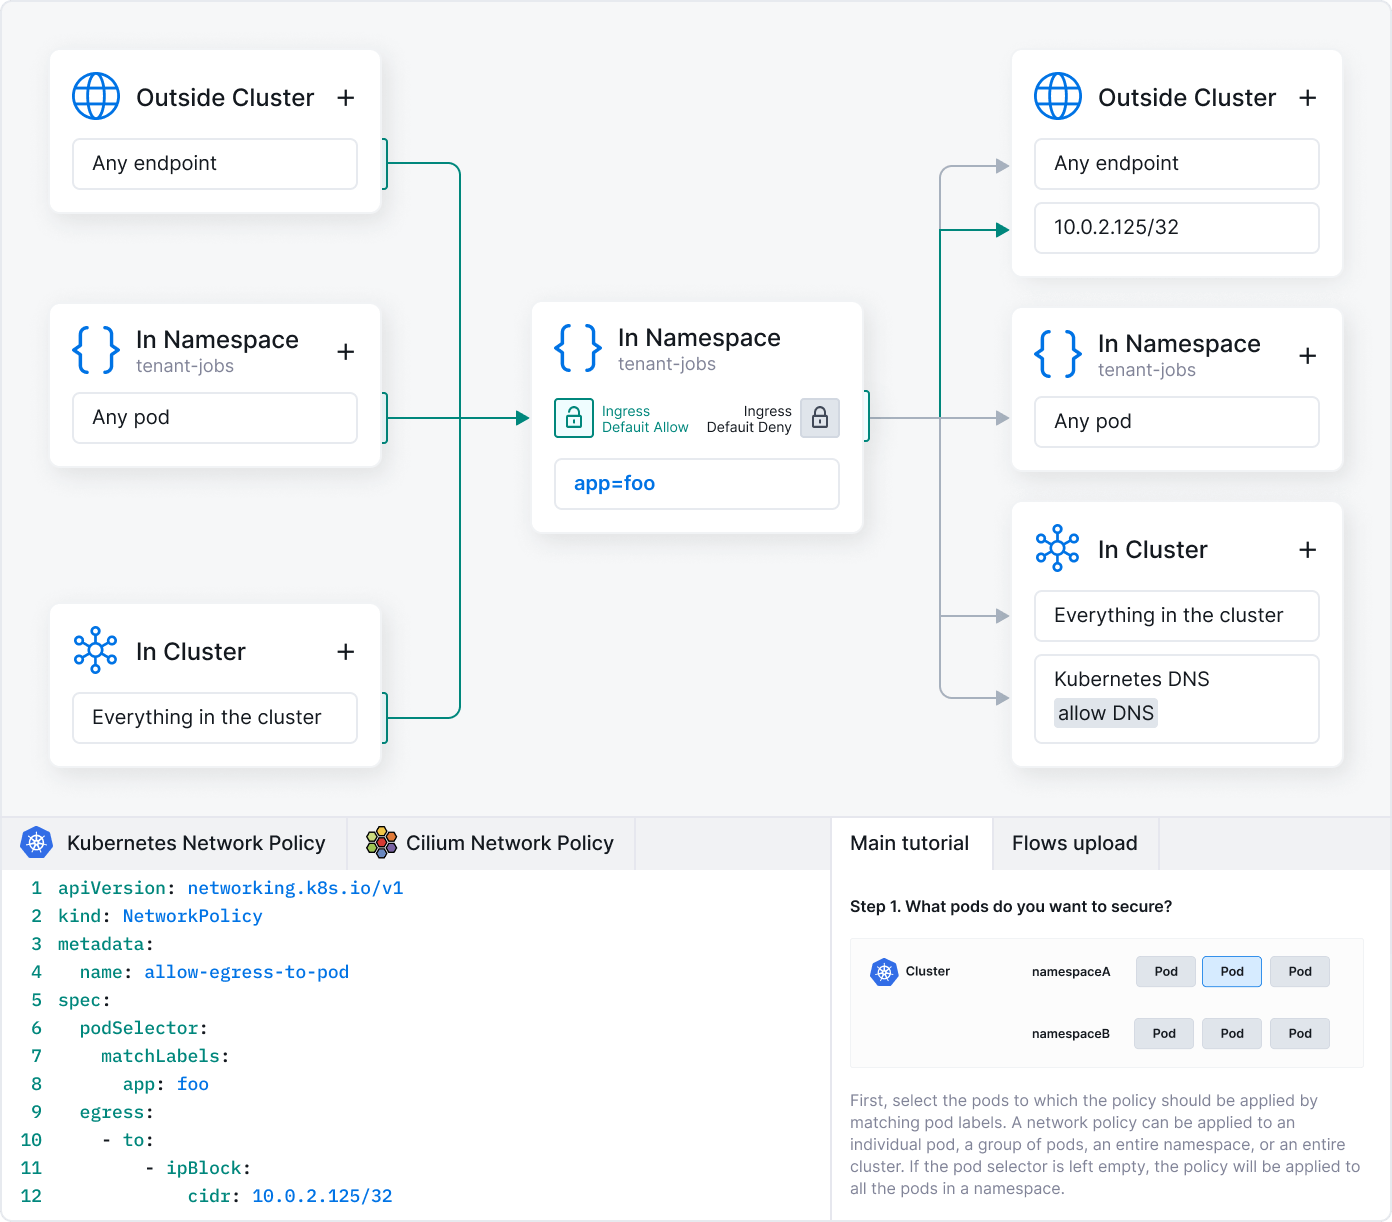 Outside Cluster +
Any endpoint
In Namespace +
tenant-jobs
Any pod
In Cluster +
Everything in the cluster
In Namespace
tenant-jobs
Ingress
Default Allow
Ingress
Default Deny
app=foo
Outside Cluster +
Any endpoint
10.0.2.125/32
In Namespace +
tenant-jobs
Any pod
In Cluster +
Everything in the cluster
Kubernetes DNS
allow DNS
Kubernetes Network Policy
Cilium Network Policy
1 apiVersion: networking.k8s.io/v1
2 kind: NetworkPolicy
3 metadata:
4   name: allow-egress-to-pod
5 spec:
6   podSelector:
7     matchLabels:
8       app: foo
9   egress:
10     - to:
11         - ipBlock:
12             cidr: 10.0.2.125/32
Main tutorial
Flows upload
Step 1. What pods do you want to secure?
Cluster namespaceA Pod Pod Pod
namespaceB Pod Pod Pod
First, select the pods to which the policy should be applied by
matching pod labels. A network policy can be applied to an
individual pod, a group of pods, an entire namespace, or an entire
cluster. If the pod selector is left empty, the policy will be applied to
all the pods in a namespace.